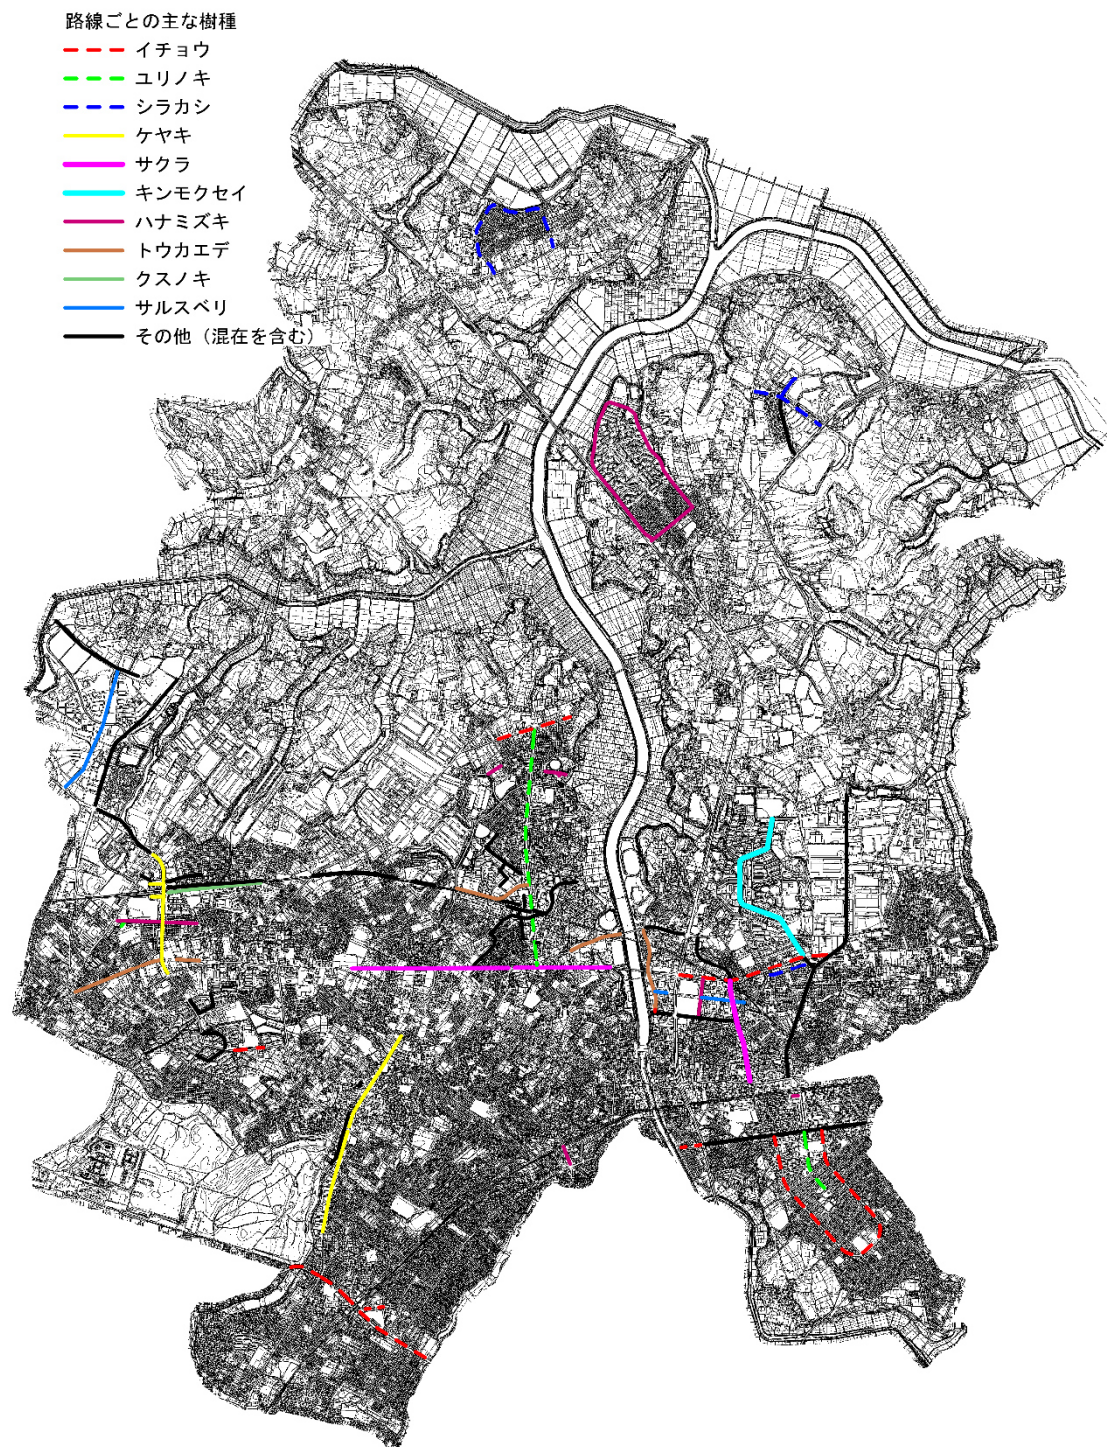 路線ごとの主な樹種
イチョウ
ユリノキ
シラカシ
ケヤキ
サクラ
キンモクセイ
ハナミズキ
トウカエデ
クスノキ
サルスベリ
その他（混在を含む）